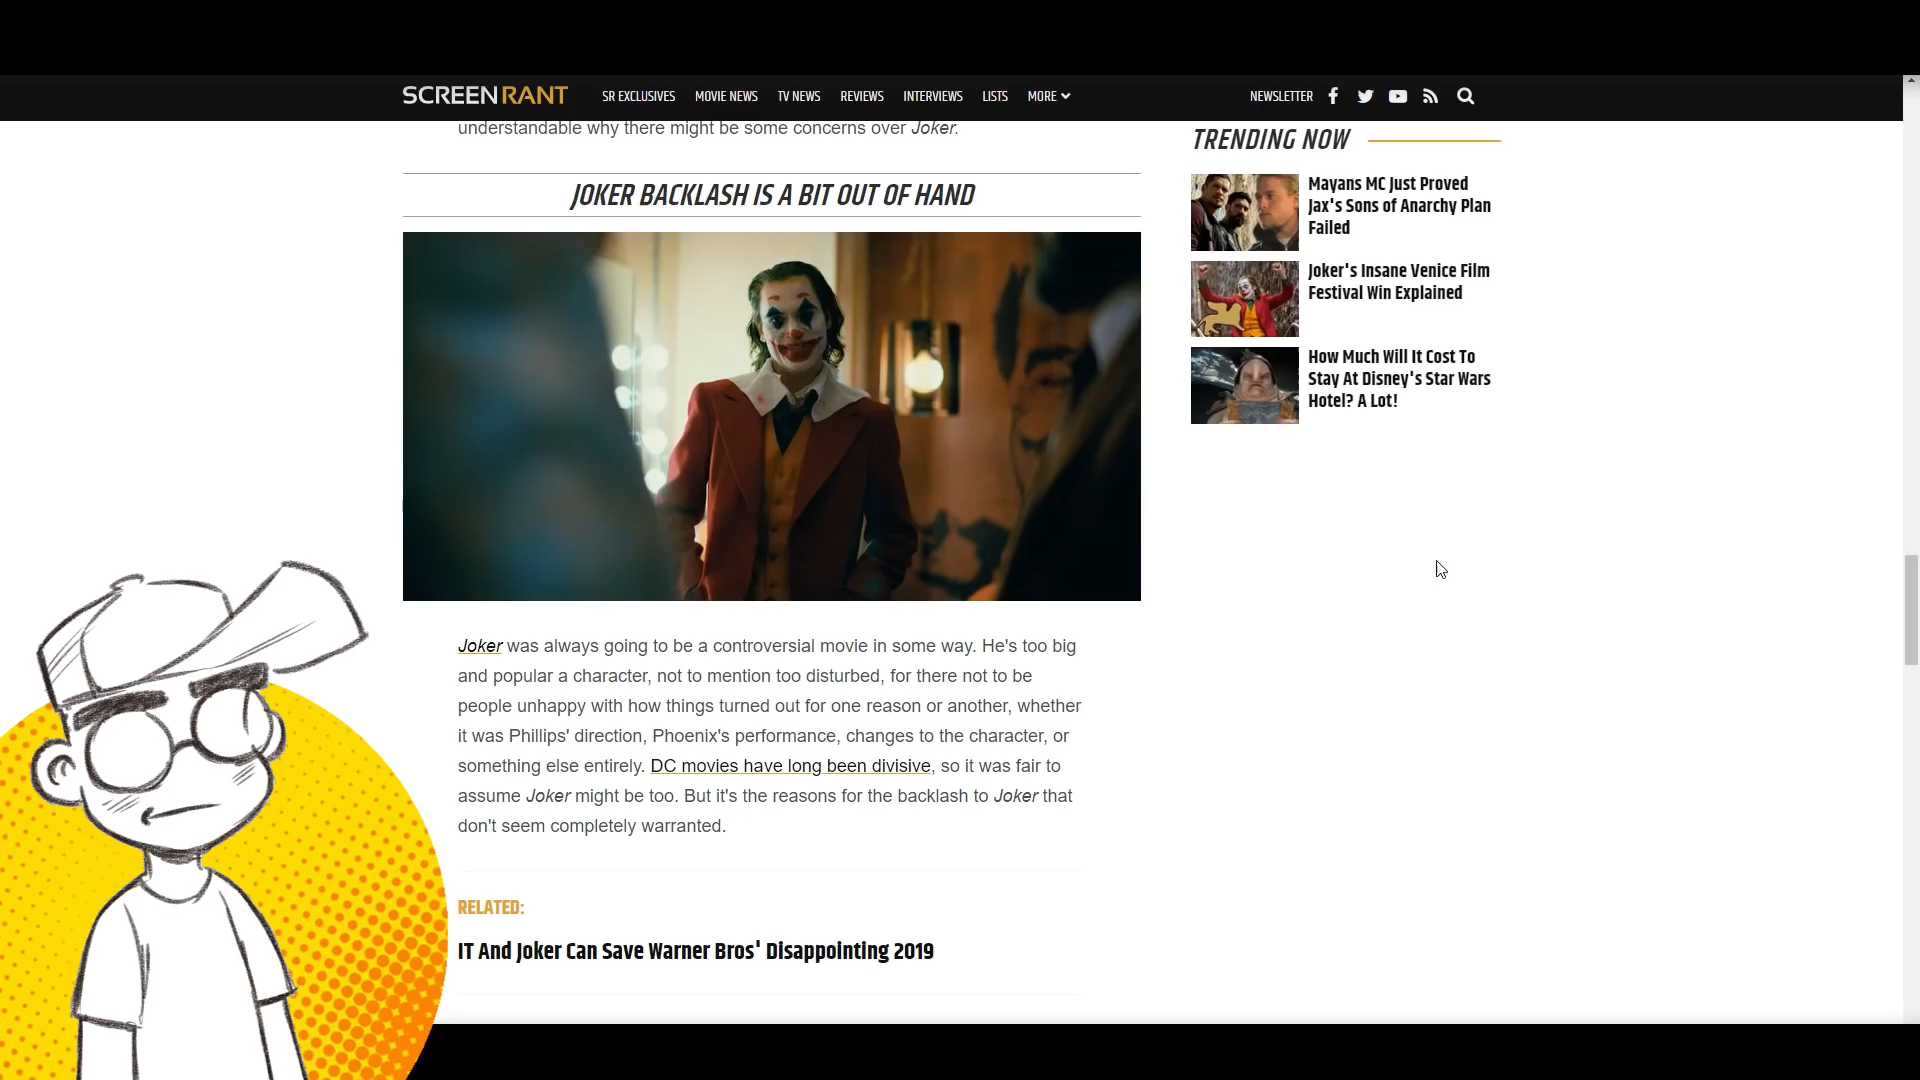 SCREENRANT
SR EXCLUSIVES MOVIE NEWS TV NEWS REVIEWS INTERVIEWS LISTS MORE
NEWSLETTER
understandable why there might be some concerns over Joker.
JOKER BACKLASH IS A BIT OUT OF HAND
Joker was always going to be a controversial movie in some way. He's too big
and popular a character, not to mention too disturbed, for there not to be
people unhappy with how things turned out for one reason or another, whether
it was Phillips' direction, Phoenix's performance, changes to the character, or
something else entirely. DC movies have long been divisive, so it was fair to
assume Joker might be too. But it's the reasons for the backlash to Joker that
don't seem completely warranted.
RELATED:
IT And Joker Can Save Warner Bros' Disappointing 2019
TRENDING NOW
Mayans MC Just Proved
Jax's Sons of Anarchy Plan
Failed
Joker's Insane Venice Film
Festival Win Explained
How Much Will It Cost To
Stay At Disney's Star Wars
Hotel? A Lot!